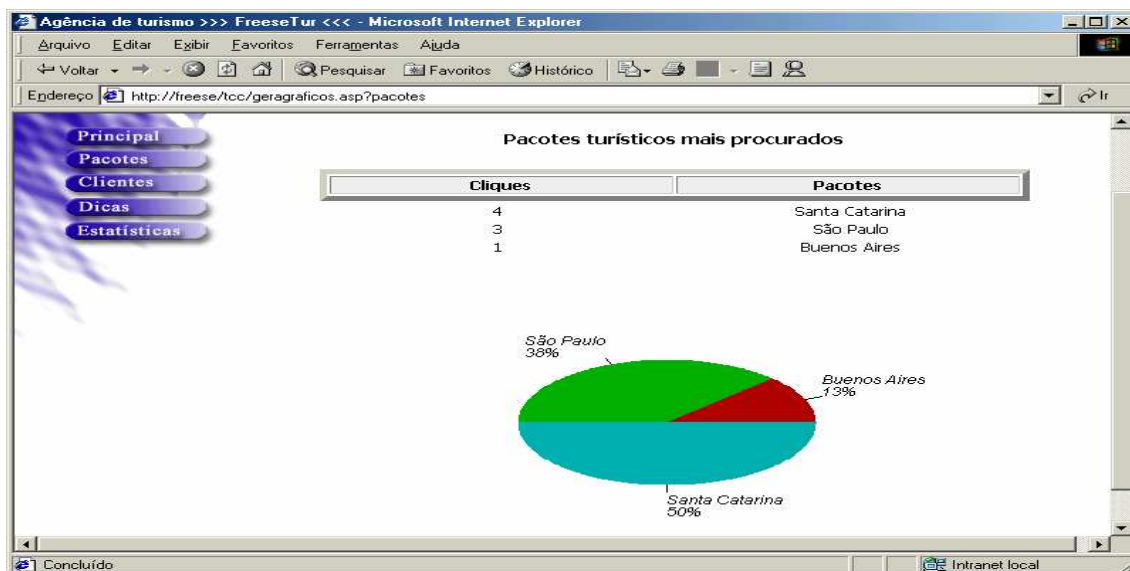 Agência de turismo >>> FreeseTur <<< - Microsoft Internet Explorer
Arquivo Editar Exibir Favoritos Ferramentas Ajuda
Voltar Pesquisar Favoritos Histórico
Endereço http://freese/tcc/geragraficos.asp?pacotes Ir
Principal
Pacotes
Clientes
Dicas
Estatísticas
Pacotes turísticos mais procurados
Cliques Pacotes
4 Santa Catarina
3 São Paulo
1 Buenos Aires
São Paulo
38%
Buenos Aires
13%
Santa Catarina
50%
Concluído Intranet local